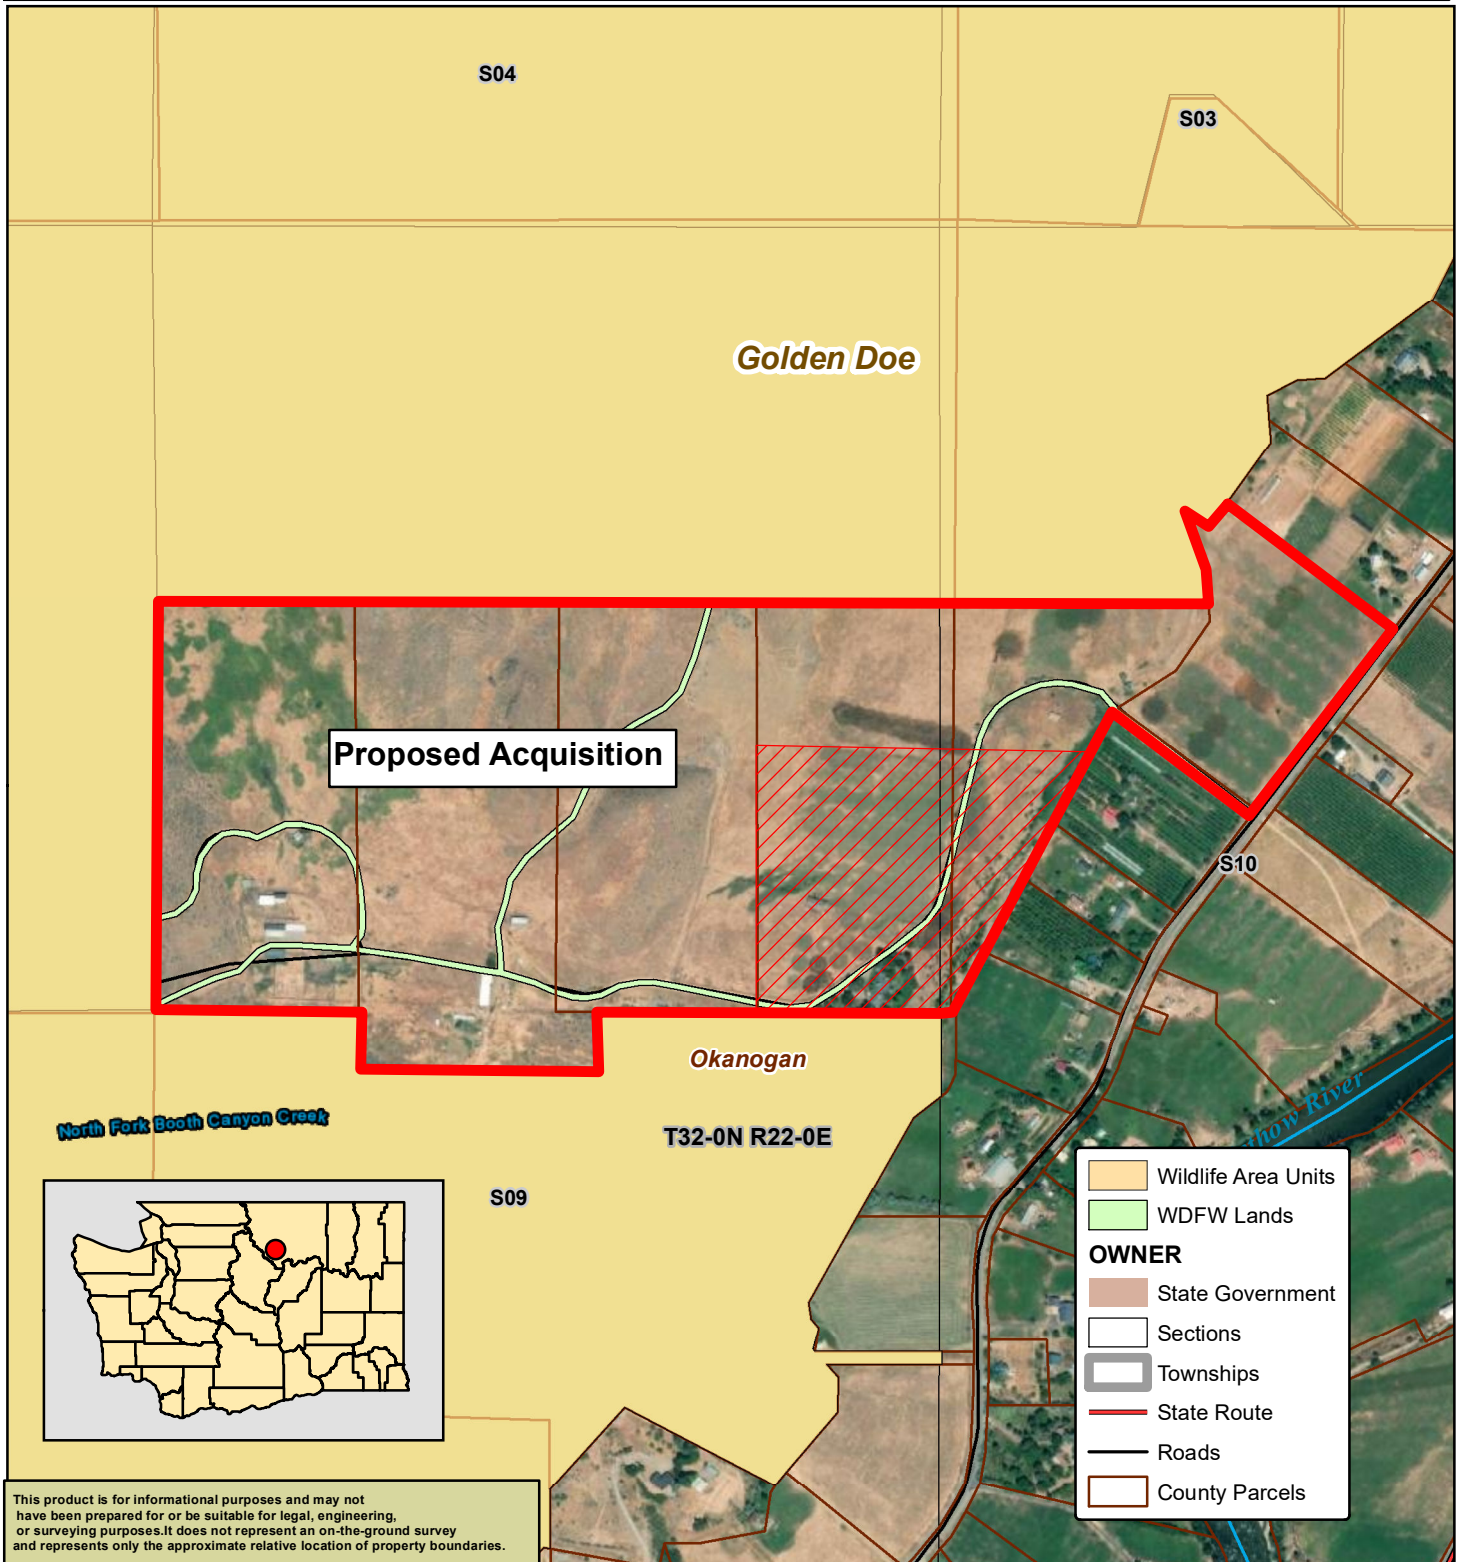 S04
S03
Golden Doe
Proposed Acquisition
S10
Okanogan
North Fork Booth Canyon Creek
T32-0N R22-0E
S09
thow River
Wildlife Area Units
WDFW Lands
OWNER
State Government
Sections
Townships
State Route
Roads
County Parcels
This product is for informational purposes and may not
have been prepared for or be suitable for legal, engineering,
or surveying purposes.It does not represent an on-the-ground survey
and represents only the approximate relative location of property boundaries.